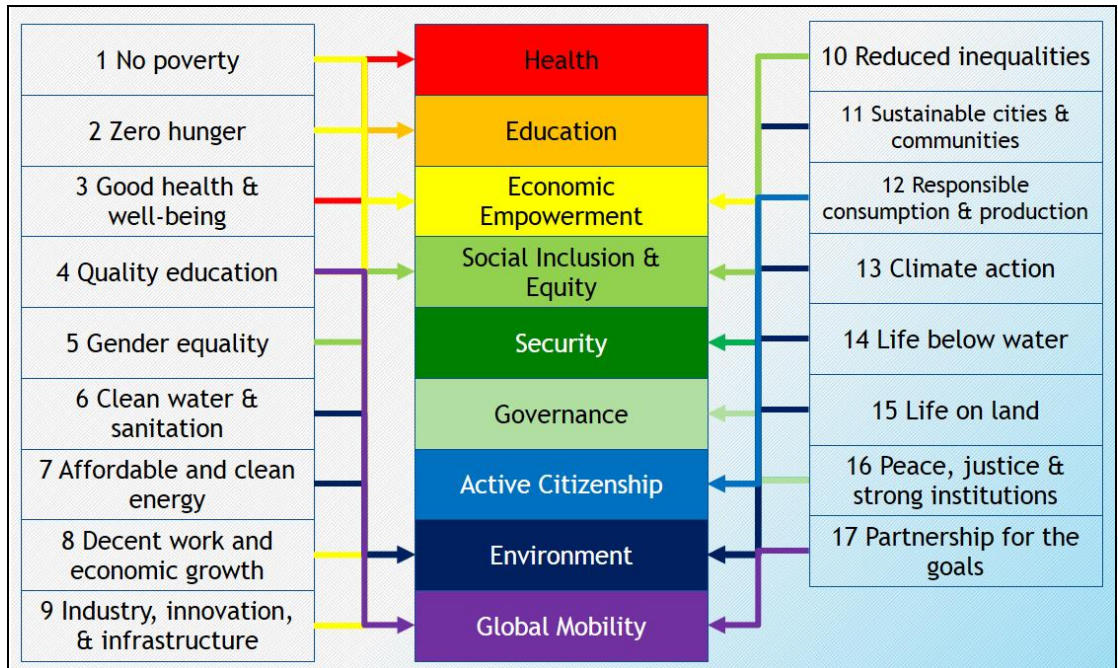 1 No poverty
2 Zero hunger
3 Good health &
well-being
4 Quality education
5 Gender equality
6 Clean water &
sanitation
7 Affordable and clean
energy
8 Decent work and
economic growth
9 Industry, innovation,
& infrastructure
Health
Education
Economic
Empowerment
Social Inclusion &
Equity
Security
Governance
Active Citizenship
Environment
Global Mobility
10 Reduced inequalities
11 Sustainable cities &
communities
12 Responsible
consumption & production
13 Climate action
14 Life below water
15 Life on land
16 Peace, justice &
strong institutions
17 Partnership for the
goals